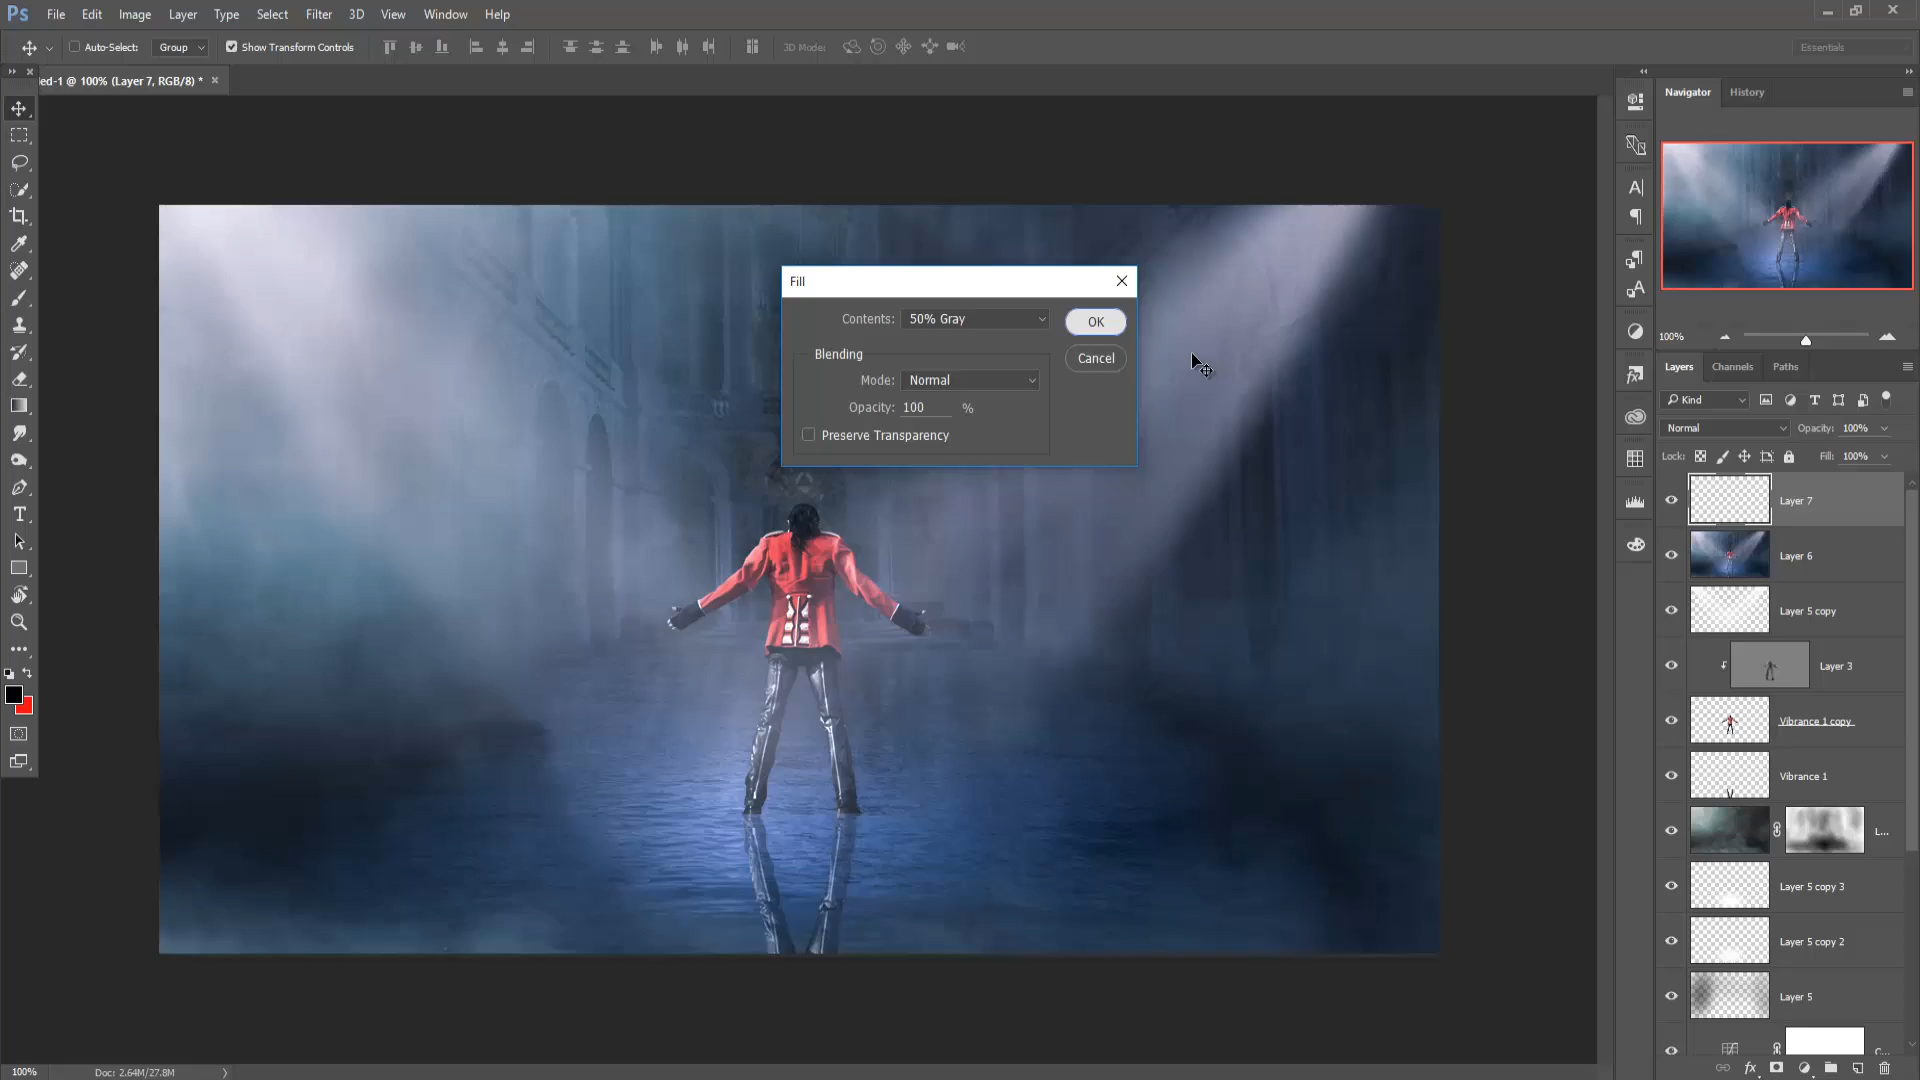 Ps File Edit Image Layer Type Select Filter 3D View Window Help
Auto-Select: Group Show Transform Controls 3D Mode: Essentials
ed-1 @ 100% (Layer 7, RGB/8) *
Navigator History
Fill
Contents: 50% Gray OK
Blending Cancel
Mode: Normal
Opacity: 100 %
Preserve Transparency
100%
Layers Channels Paths
Kind
Normal Opacity: 100%
Lock: Fill: 100%
Layer 7
Layer 6
Layer 5 copy
Layer 3
Vibrance 1 copy
Vibrance 1
L...
Layer 5 copy 3
Layer 5 copy 2
Layer 5
C...
100% Doc: 2.64M/27.8M